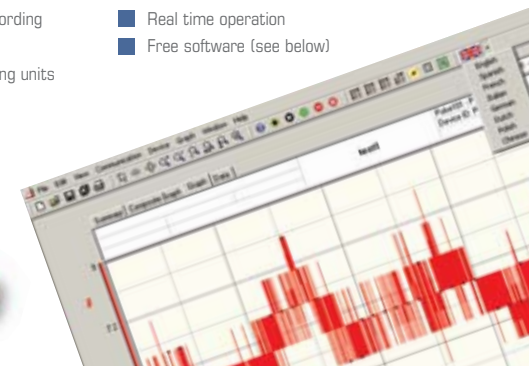 ording
ng units
Real time operation
Free software (see below)
File Edit View Communication Device Graph Window Help
Summary Composite Graph Graph Data
English
Spanish
French
Italian
German
Dutch
Polish